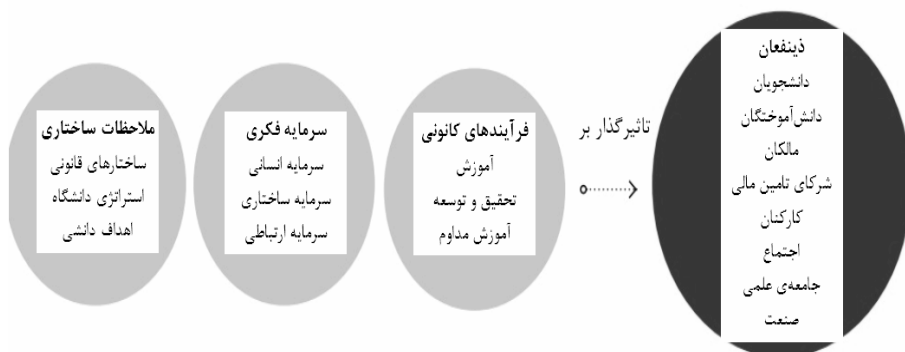 ملاحظات ساختاری
ساختارهای قانونی
استراتژی دانشگاه
اهداف دانشی
سرمایه فکری
سرمایه انسانی
سرمایه ساختاری
سرمایه ارتباطی
فرآیندهای کانونی
آموزش
تحقیق و توسعه
آموزش مداوم
تاثیرگذار بر
ذینفعان
دانشجویان
دانش‌آموختگان
مالکان
شرکای تامین مالی
کارکنان
اجتماع
جامعه‌ی علمی
صنعت